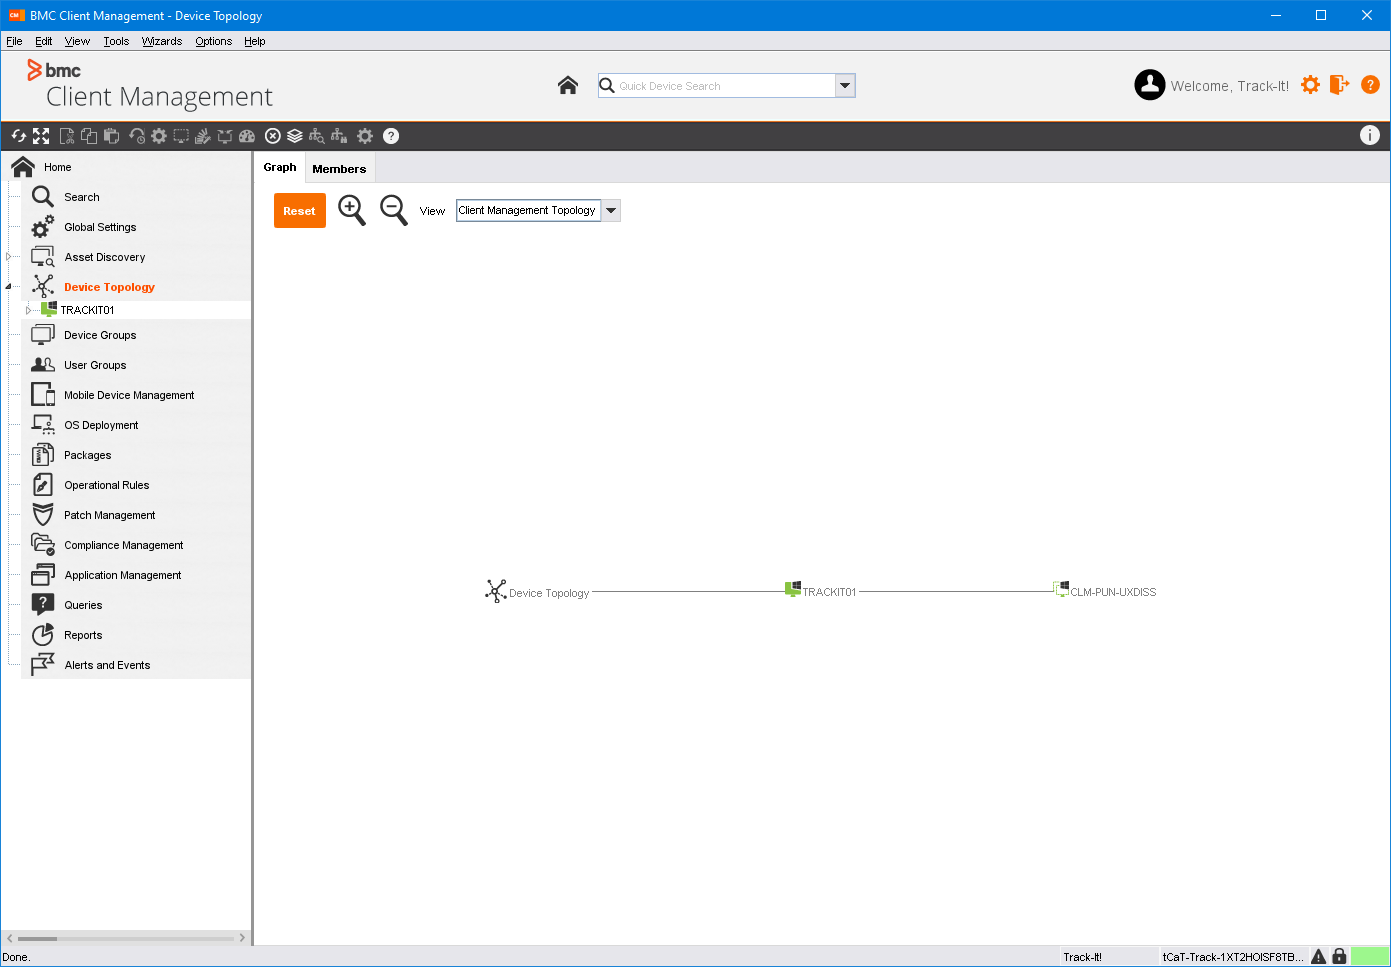 CM BMC Client Management - Device Topology
File Edit View Tools Wizards Options Help
bmc
Client Management
Quick Device Search
Welcome, Track-It!
Home
Search
Global Settings
Asset Discovery
Device Topology
TRACKIT01
Device Groups
User Groups
Mobile Device Management
OS Deployment
Packages
Operational Rules
Patch Management
Compliance Management
Application Management
Queries
Reports
Alerts and Events
Graph Members
Reset View Client Management Topology
Device Topology TRACKIT01 CLM-PUN-UXDISS
Done. Track-It! tCaT-Track-1XT2HOISF8TB...